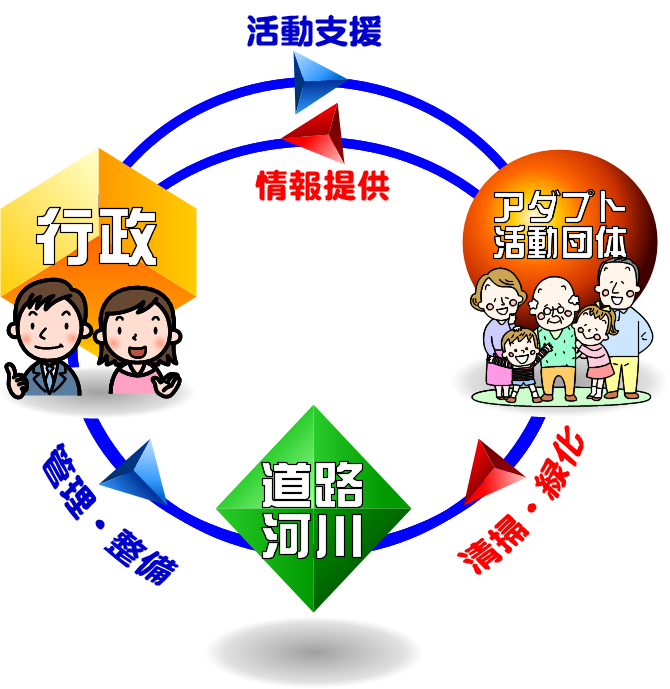 活動支援
情報提供
行政
アダプト
活動団体
管理・整備
道路
河川
清掃・緑化